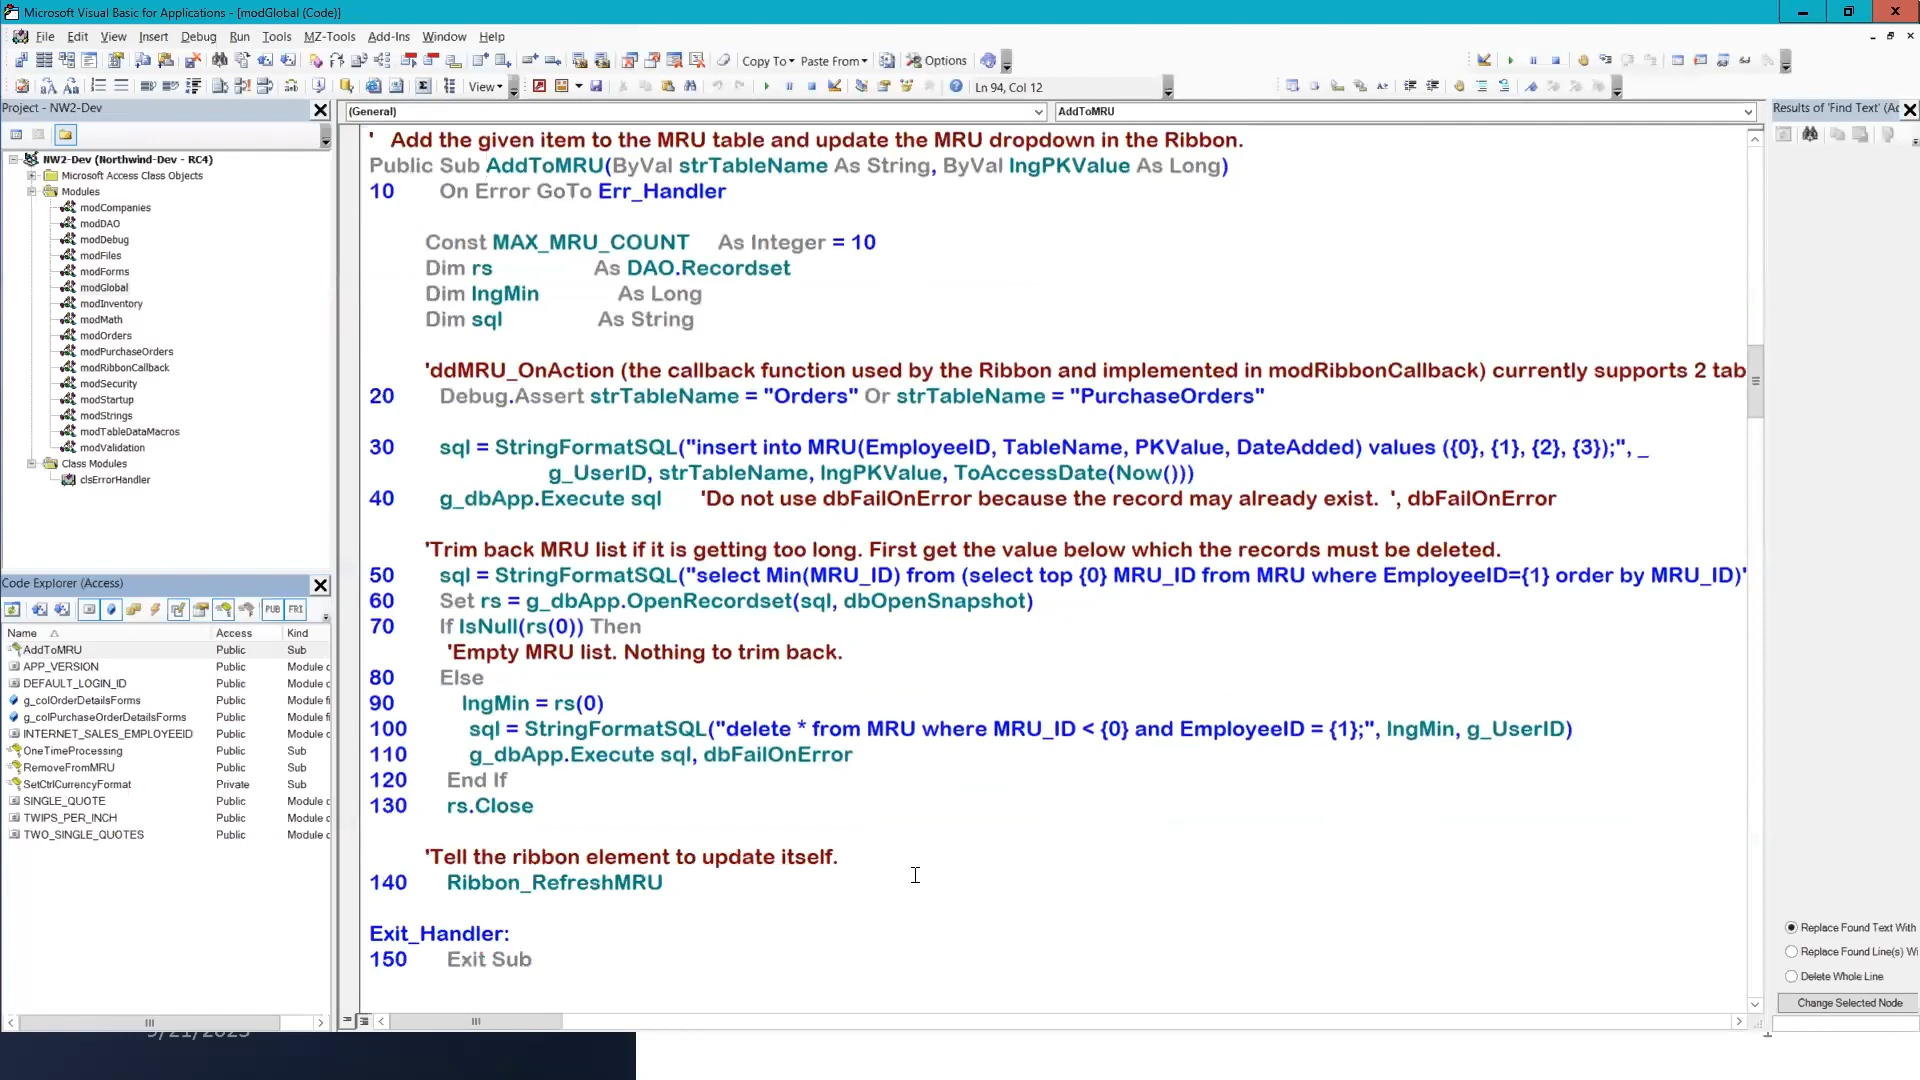 Microsoft Visual Basic for Applications - [modGlobal (Code)]
File Edit View Insert Debug Run Tools MZ-Tools Add-Ins Window Help
Copy To Paste From Options
View Ln 94, Col 12
Project - NW2-Dev
NW2-Dev (Northwind-Dev - RC4)
Microsoft Access Class Objects
Modules
modCompanies
modDAO
modDebug
modFiles
modForms
modGlobal
modInventory
modMath
modOrders
modPurchaseOrders
modRibbonCallback
modSecurity
modStartup
modStrings
modTableDataMacros
modValidation
Class Modules
clsErrorHandler
Code Explorer (Access)
PUB FRI
Name Access Kind
AddToMRU Public Sub
APP_VERSION Public Module c
DEFAULT_LOGIN_ID Public Module c
g_colOrderDetailsForms Public Module fi
g_colPurchaseOrderDetailsForms Public Module fi
INTERNET_SALES_EMPLOYEEID Public Module c
OneTimeProcessing Public Sub
RemoveFromMRU Public Sub
SetCtrlCurrencyFormat Private Sub
SINGLE_QUOTE Public Module c
TWIPS_PER_INCH Public Module c
TWO_SINGLE_QUOTES Public Module c
(General) AddToMRU
' Add the given item to the MRU table and update the MRU dropdown in the Ribbon.
Public Sub AddToMRU(ByVal strTableName As String, ByVal lngPKValue As Long)
10 On Error GoTo Err_Handler
Const MAX_MRU_COUNT As Integer = 10
Dim rs As DAO.Recordset
Dim lngMin As Long
Dim sql As String
'ddMRU_OnAction (the callback function used by the Ribbon and implemented in modRibbonCallback) currently supports 2 tab
20 Debug.Assert strTableName = "Orders" Or strTableName = "PurchaseOrders"
30 sql = StringFormatSQL("insert into MRU(EmployeeID, TableName, PKValue, DateAdded) values ({0}, {1}, {2}, {3});", _
g_UserID, strTableName, lngPKValue, ToAccessDate(Now()))
40 g_dbApp.Execute sql 'Do not use dbFailOnError because the record may already exist. ', dbFailOnError
'Trim back MRU list if it is getting too long. First get the value below which the records must be deleted.
50 sql = StringFormatSQL("select Min(MRU_ID) from (select top {0} MRU_ID from MRU where EmployeeID={1} order by MRU_ID)"
60 Set rs = g_dbApp.OpenRecordset(sql, dbOpenSnapshot)
70 If IsNull(rs(0)) Then
'Empty MRU list. Nothing to trim back.
80 Else
90 lngMin = rs(0)
100 sql = StringFormatSQL("delete * from MRU where MRU_ID < {0} and EmployeeID = {1};", lngMin, g_UserID)
110 g_dbApp.Execute sql, dbFailOnError
120 End If
130 rs.Close
'Tell the ribbon element to update itself.
140 Ribbon_RefreshMRU
Exit_Handler:
150 Exit Sub
Results of 'Find Text' (Ac
Replace Found Text With
Replace Found Line(s) Wi
Delete Whole Line
Change Selected Node